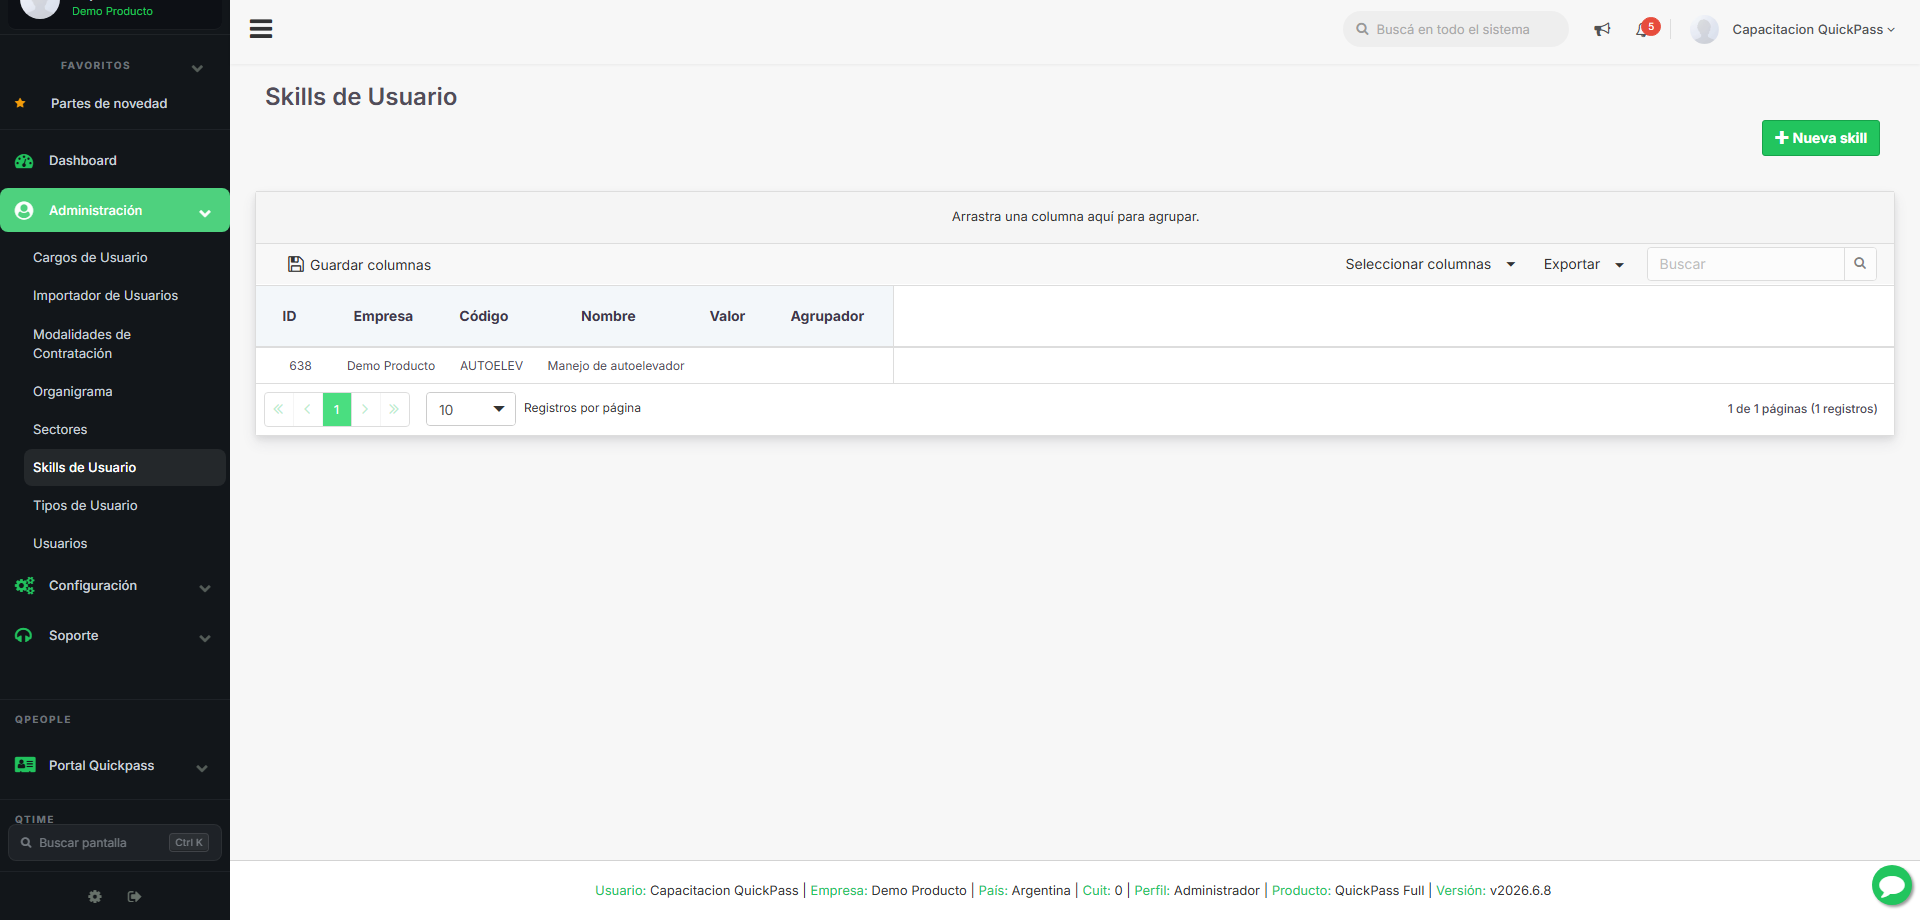 Demo Producto
FAVORITOS
Partes de novedad
Dashboard
Administración
Cargos de Usuario
Importador de Usuarios
Modalidades de
Contratación
Organigrama
Sectores
Skills de Usuario
Tipos de Usuario
Usuarios
Configuración
Soporte
QPEOPLE
Portal Quickpass
QTIME
Buscar pantalla
Ctrl K
Buscá en todo el sistema
5
Capacitacion QuickPass
Skills de Usuario
Nueva skill
Arrastra una columna aquí para agrupar.
Guardar columnas
Seleccionar columnas
Exportar
Buscar
ID Empresa Código Nombre Valor Agrupador
638 Demo Producto AUTOELEV Manejo de autoelevador
1
10
Registros por página
1 de 1 páginas (1 registros)
Usuario: Capacitacion QuickPass | Empresa: Demo Producto | País: Argentina | Cuit: 0 | Perfil: Administrador | Producto: QuickPass Full | Versión: v2026.6.8